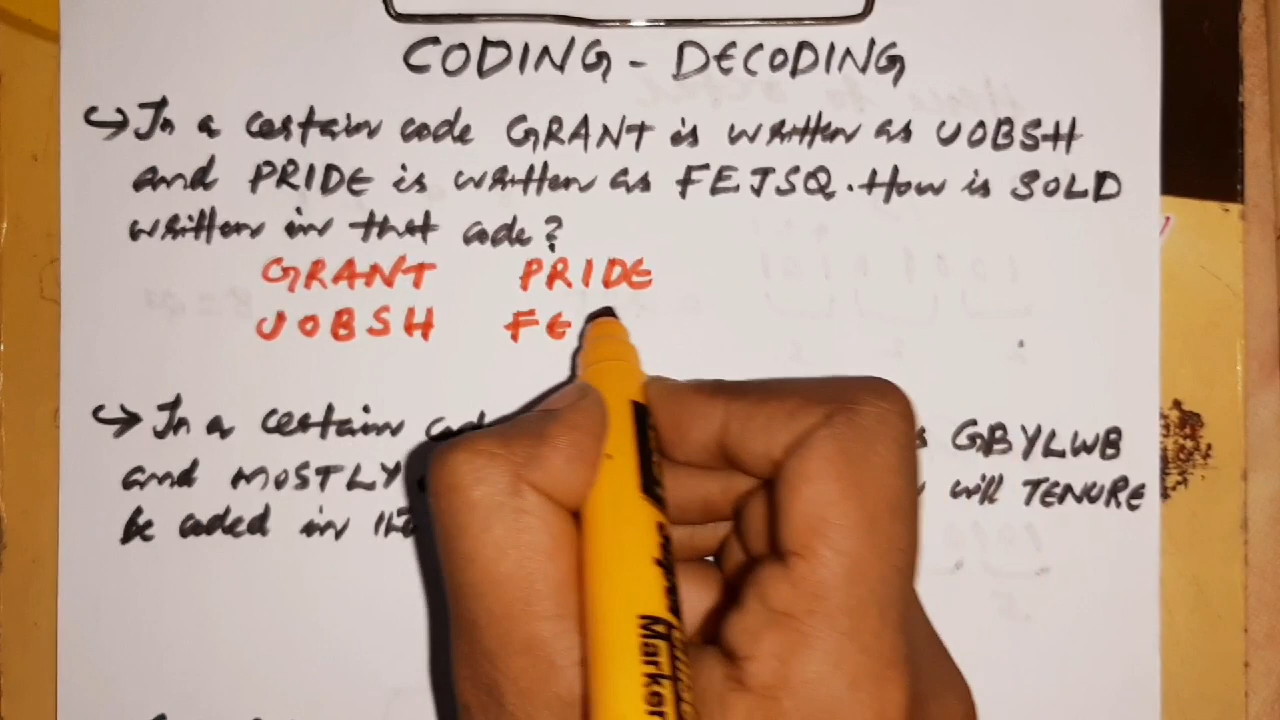 CODING - DECODING
↪ In a certain code GRANT is written as UOBSH
and PRIDE is written as FEJSQ. How is SOLD
written in that code?
GRANT PRIDE
UOBSH FE
↪ In a certain GBYLWB
and MOSTLY will TENURE
be coded in
Marker